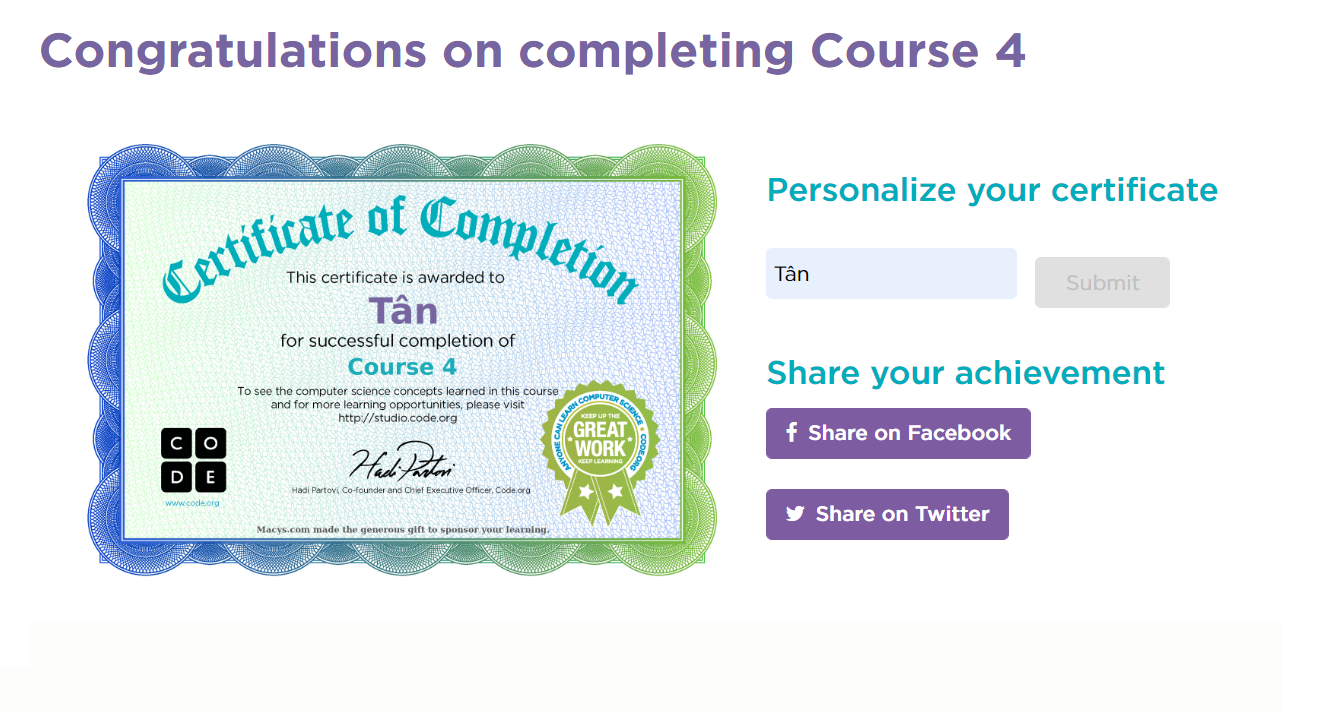 Congratulations on completing Course 4
Certificate of Completion
This certificate is awarded to
Tân
for successful completion of
Course 4
To see the computer science concepts learned in this course
and for more learning opportunities, please visit
http://studio.code.org
C O
D E
www.code.org
Hadi Partovi
Hadi Partovi, Co-founder and Chief Executive Officer, Code.org
Macys.com made the generous gift to sponsor your learning.
ANYONE CAN LEARN COMPUTER SCIENCE ★ CODE.ORG
KEEP UP THE
GREAT
WORK
KEEP LEARNING
Personalize your certificate
Tân
Submit
Share your achievement
Share on Facebook
Share on Twitter